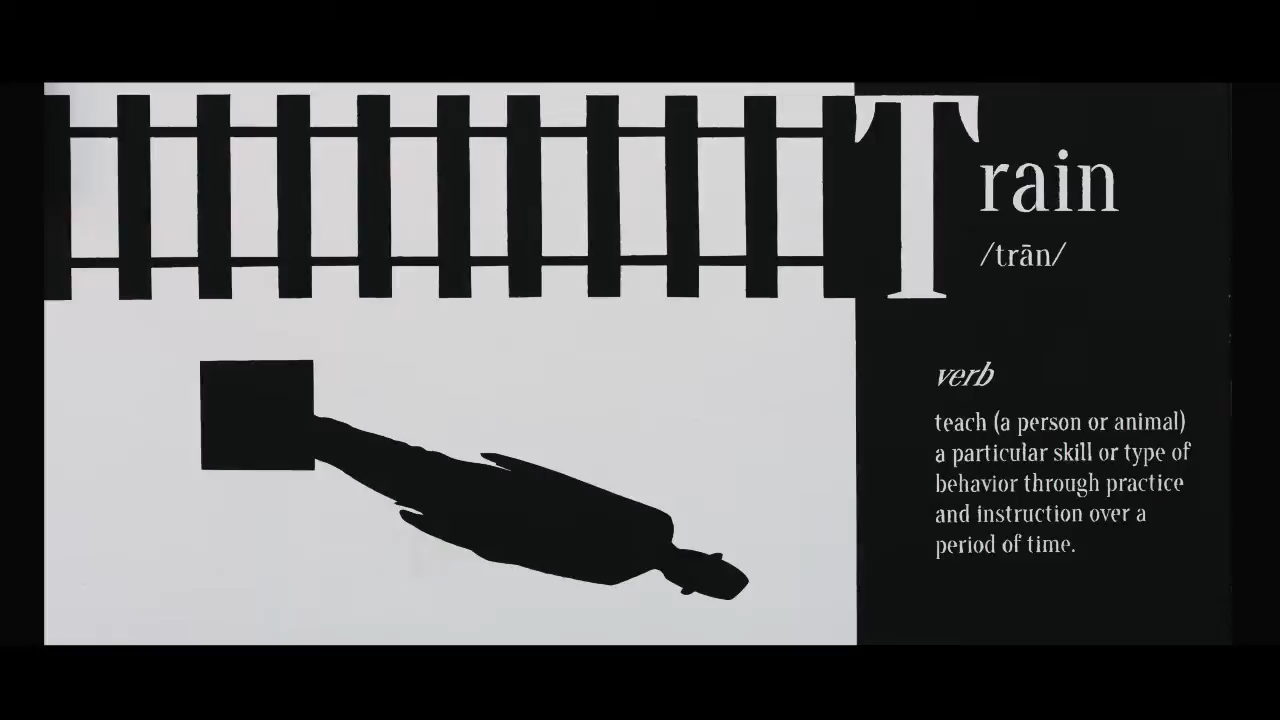 Train
/trān/
verb
teach (a person or animal)
a particular skill or type of
behavior through practice
and instruction over a
period of time.